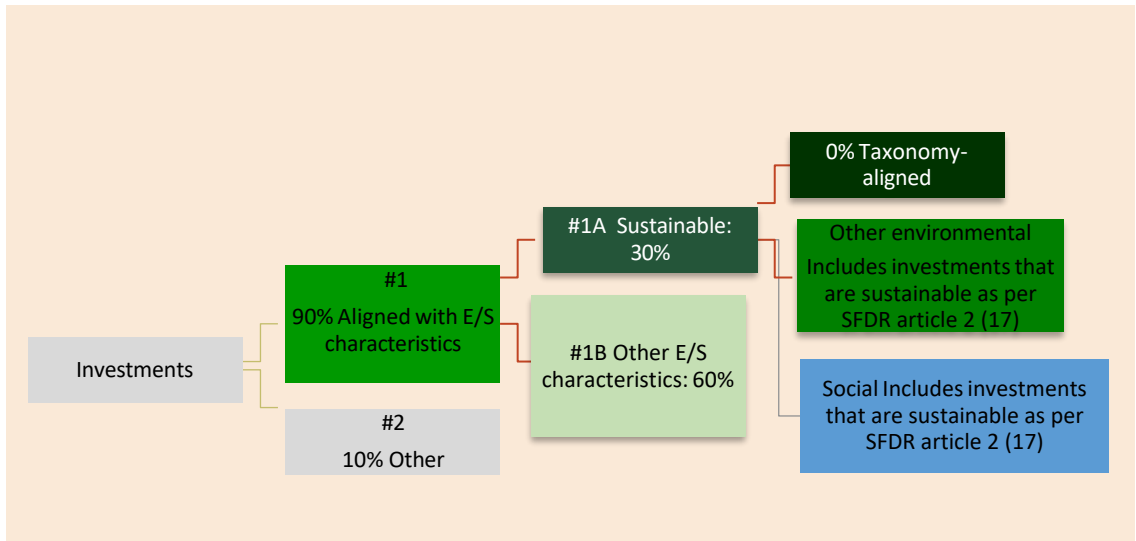 Investments
#1
90% Aligned with E/S
characteristics
#2
10% Other
#1A Sustainable:
30%
#1B Other E/S
characteristics: 60%
0% Taxonomy-
aligned
Other environmental
Includes investments that
are sustainable as per
SFDR article 2 (17)
Social Includes investments
that are sustainable as per
SFDR article 2 (17)